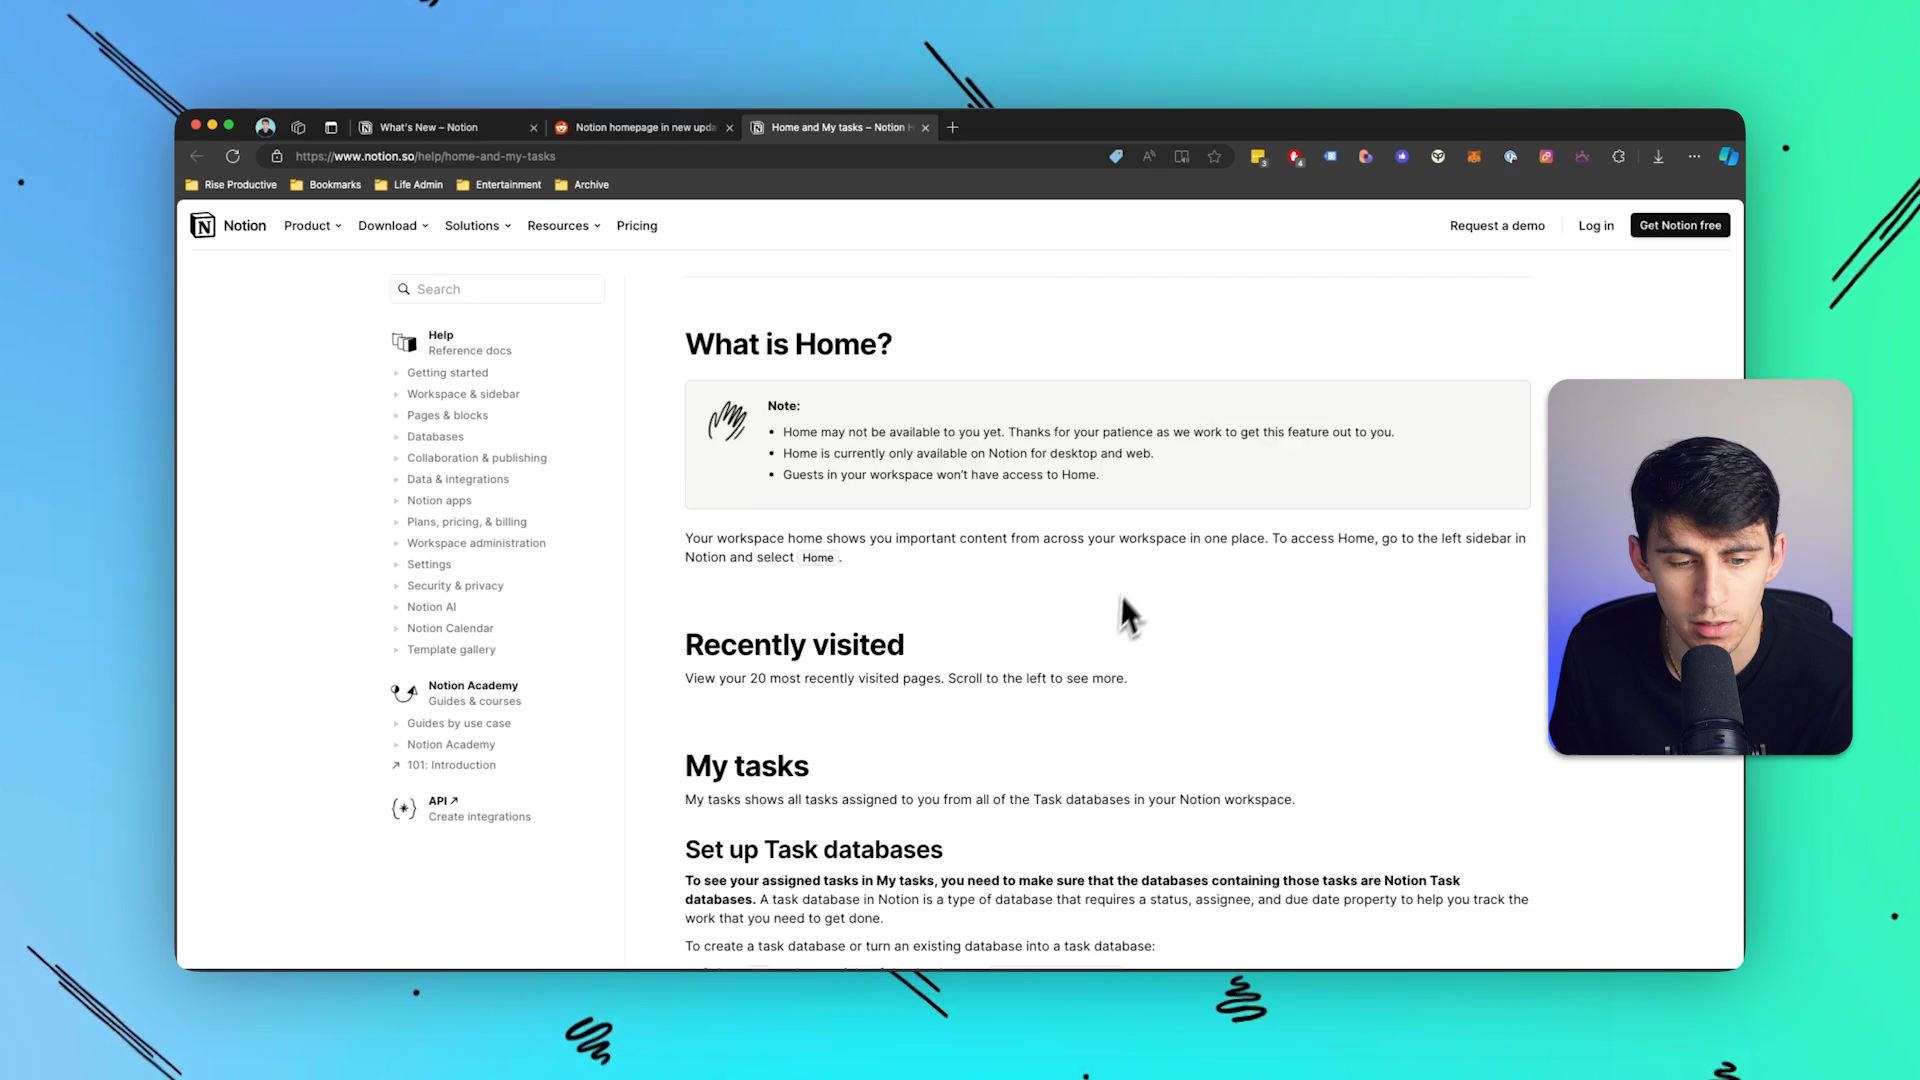 What's New – Notion
Notion homepage in new upda
Home and My tasks – Notion H
https://www.notion.so/help/home-and-my-tasks
3
4
Rise Productive
Bookmarks
Life Admin
Entertainment
Archive
Notion
Product
Download
Solutions
Resources
Pricing
Request a demo
Log in
Get Notion free
Search
Help
Reference docs
Getting started
Workspace & sidebar
Pages & blocks
Databases
Collaboration & publishing
Data & integrations
Notion apps
Plans, pricing, & billing
Workspace administration
Settings
Security & privacy
Notion AI
Notion Calendar
Template gallery
Notion Academy
Guides & courses
Guides by use case
Notion Academy
101: Introduction
API ↗
Create integrations
What is Home?
Note:
• Home may not be available to you yet. Thanks for your patience as we work to get this feature out to you.
• Home is currently only available on Notion for desktop and web.
• Guests in your workspace won't have access to Home.
Your workspace home shows you important content from across your workspace in one place. To access Home, go to the left sidebar in
Notion and select Home.
Recently visited
View your 20 most recently visited pages. Scroll to the left to see more.
My tasks
My tasks shows all tasks assigned to you from all of the Task databases in your Notion workspace.
Set up Task databases
To see your assigned tasks in My tasks, you need to make sure that the databases containing those tasks are Notion Task
databases. A task database in Notion is a type of database that requires a status, assignee, and due date property to help you track the
work that you need to get done.
To create a task database or turn an existing database into a task database: